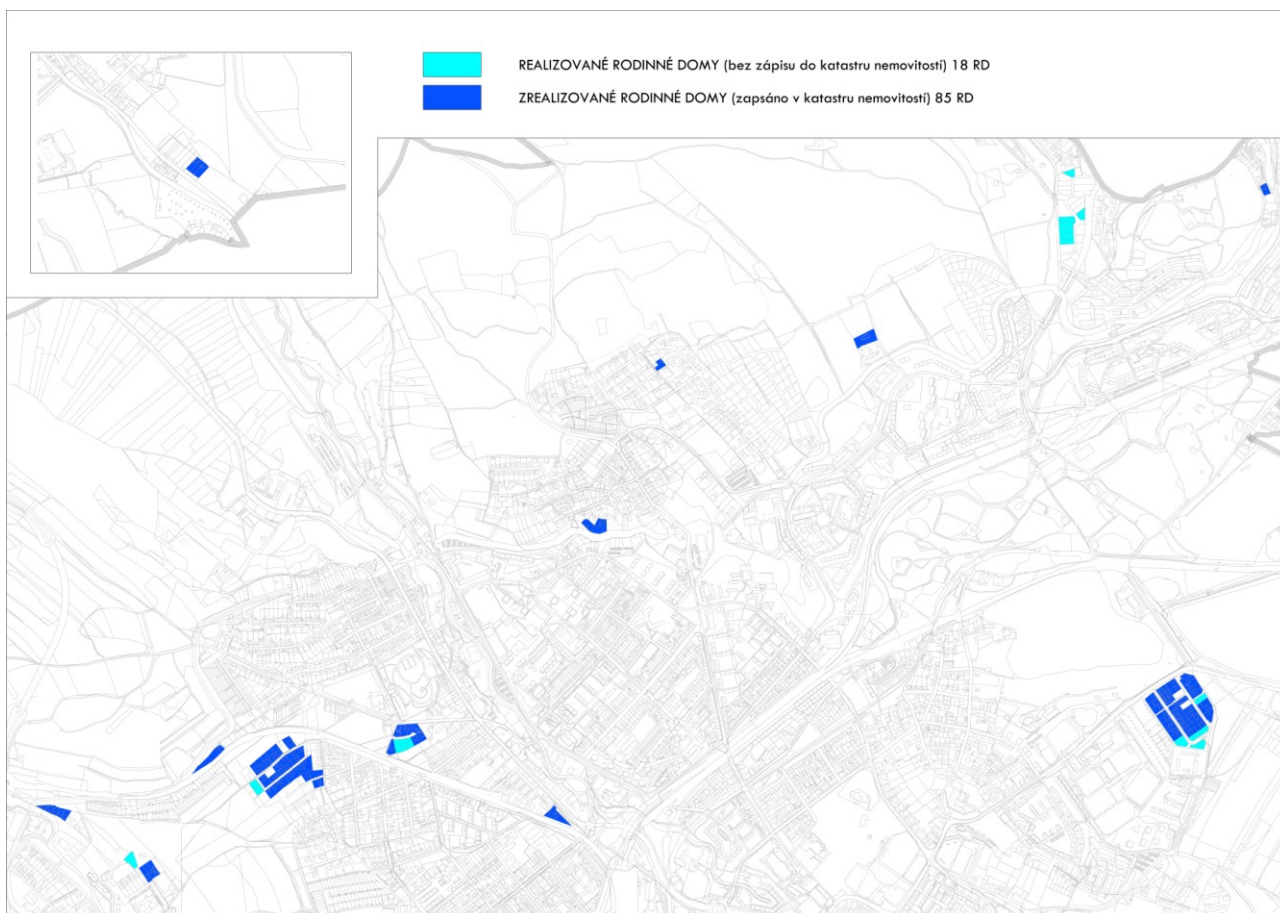 REALIZOVANÉ RODINNÉ DOMY (bez zápisu do katastru nemovitostí) 18 RD
ZREALIZOVANÉ RODINNÉ DOMY (zapsáno v katastru nemovitostí) 85 RD